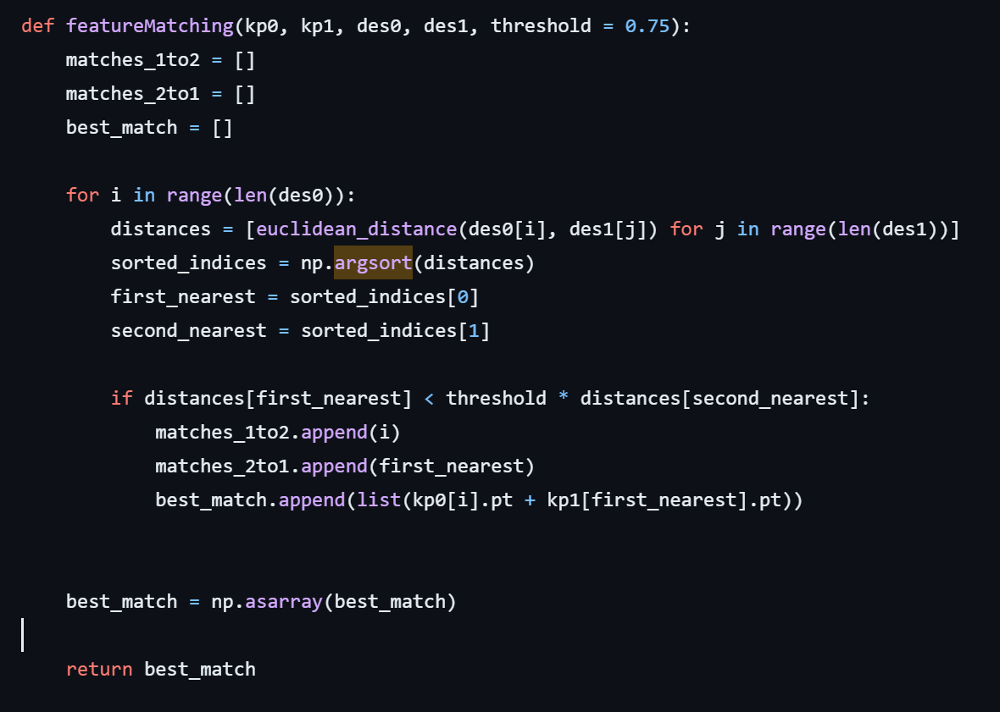 def featureMatching(kp0, kp1, des0, des1, threshold = 0.75):
    matches_1to2 = []
    matches_2to1 = []
    best_match = []

    for i in range(len(des0)):
        distances = [euclidean_distance(des0[i], des1[j]) for j in range(len(des1))]
        sorted_indices = np.argsort(distances)
        first_nearest = sorted_indices[0]
        second_nearest = sorted_indices[1]

        if distances[first_nearest] < threshold * distances[second_nearest]:
            matches_1to2.append(i)
            matches_2to1.append(first_nearest)
            best_match.append(list(kp0[i].pt + kp1[first_nearest].pt))


    best_match = np.asarray(best_match)

    return best_match